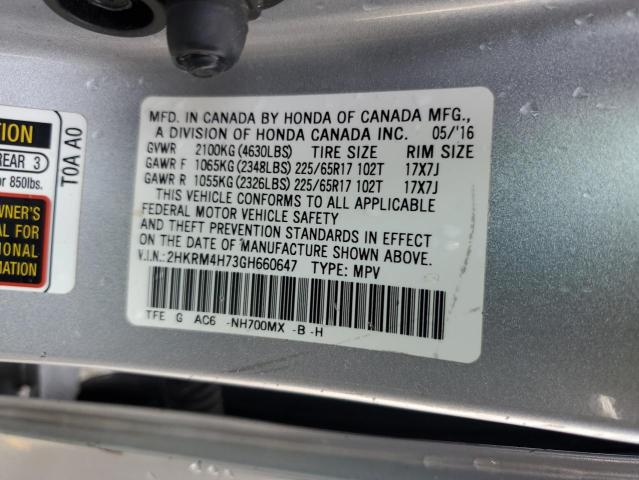 MFD. IN CANADA BY HONDA OF CANADA MFG.,
A DIVISION OF HONDA CANADA INC. 05/'16
GVWR 2100KG(4630LBS) TIRE SIZE RIM SIZE
GAWR F 1065KG(2348LBS) 225/65R17 102T 17X7J
GAWR R 1055KG(2326LBS) 225/65R17 102T 17X7J
THIS VEHICLE CONFORMS TO ALL APPLICABLE
FEDERAL MOTOR VEHICLE SAFETY
AND THEFT PREVENTION STANDARDS IN EFFECT
ON THE DATE OF MANUFACTURE SHOWN ABOVE.
V.I.N.:2HKRM4H73GH660647 TYPE: MPV
TFE G AC6 -NH700MX -B -H
TION
REAR 3
or 850lbs.
WNER'S
AL FOR
IONAL
MATION
T0A A0